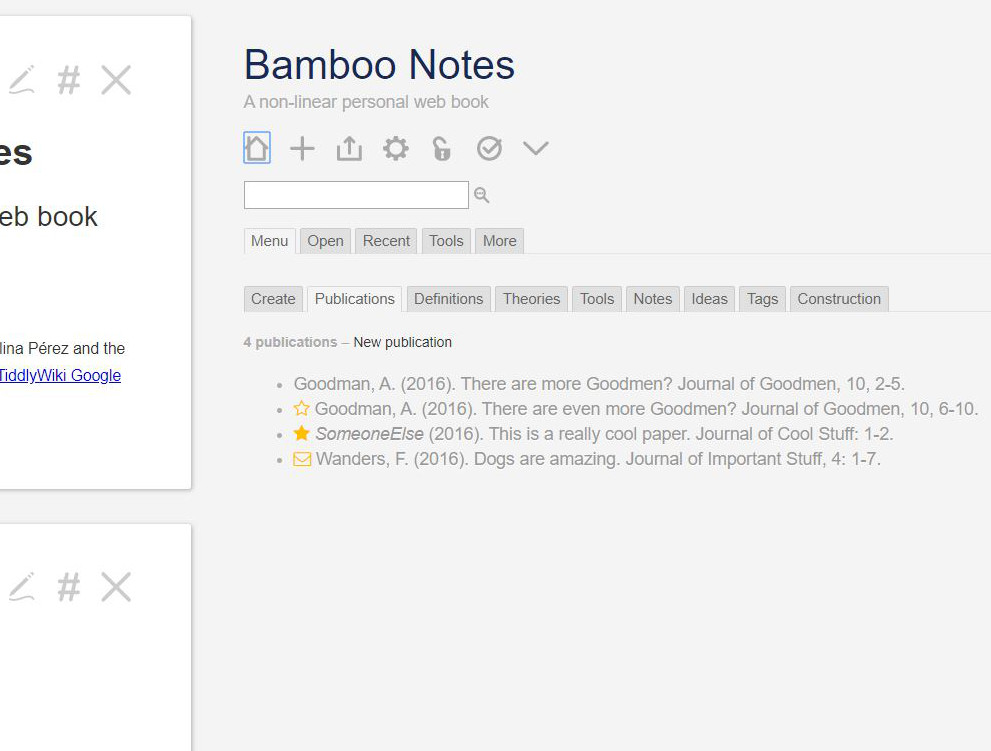 es
eb book
lina Pérez and the
TiddlyWiki Google
Bamboo Notes
A non-linear personal web book
Menu Open Recent Tools More
Create Publications Definitions Theories Tools Notes Ideas Tags Construction
4 publications – New publication
Goodman, A. (2016). There are more Goodmen? Journal of Goodmen, 10, 2-5.
Goodman, A. (2016). There are even more Goodmen? Journal of Goodmen, 10, 6-10.
SomeoneElse (2016). This is a really cool paper. Journal of Cool Stuff: 1-2.
Wanders, F. (2016). Dogs are amazing. Journal of Important Stuff, 4: 1-7.